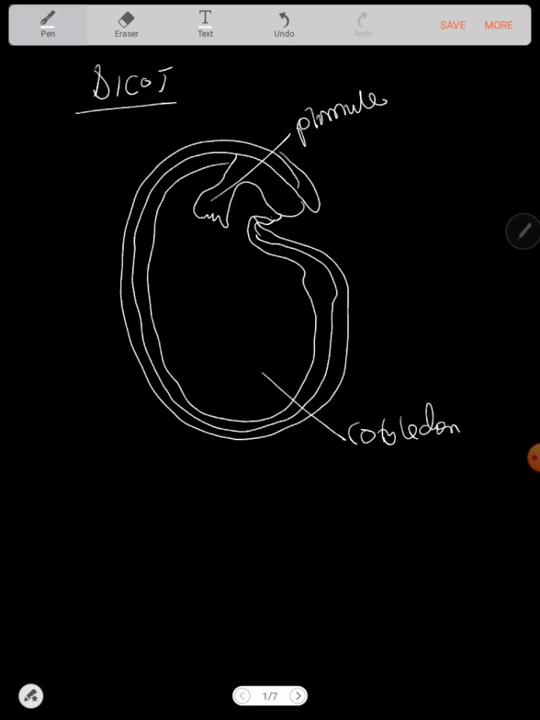 Pen Eraser Text Undo Redo SAVE MORE
DICOT
plumule
cotyledon
1/7